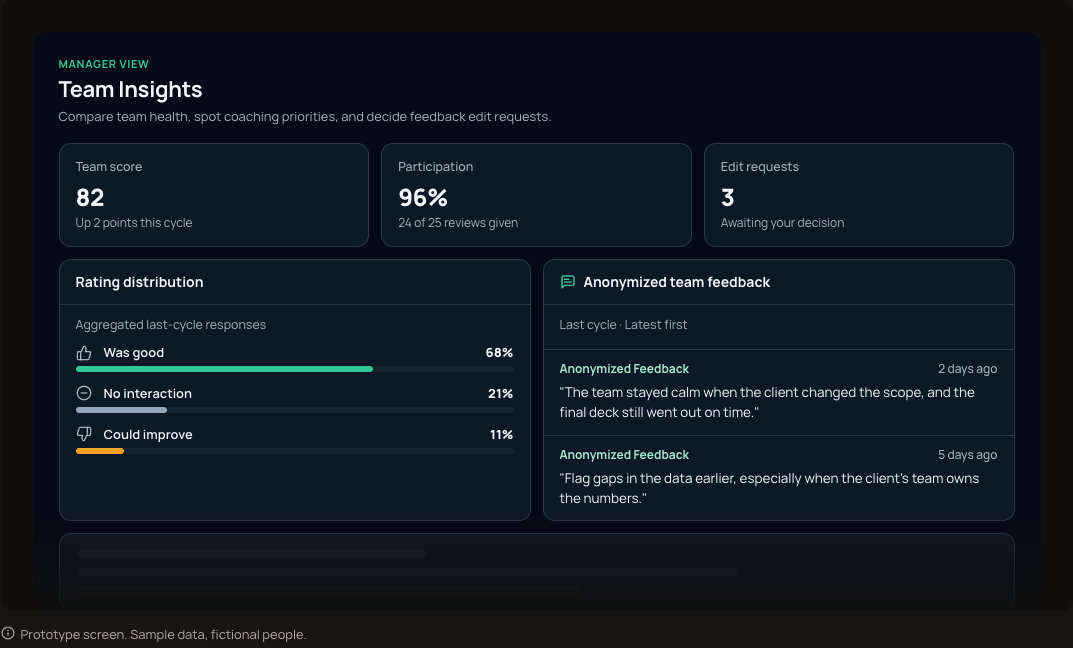 MANAGER VIEW
Team Insights
Compare team health, spot coaching priorities, and decide feedback edit requests.
Team score
82
Up 2 points this cycle
Participation
96%
24 of 25 reviews given
Edit requests
3
Awaiting your decision
Rating distribution
Aggregated last-cycle responses
Was good 68%
No interaction 21%
Could improve 11%
Anonymized team feedback
Last cycle · Latest first
Anonymized Feedback 2 days ago
"The team stayed calm when the client changed the scope, and the
final deck still went out on time."
Anonymized Feedback 5 days ago
"Flag gaps in the data earlier, especially when the client's team owns
the numbers."
Prototype screen. Sample data, fictional people.